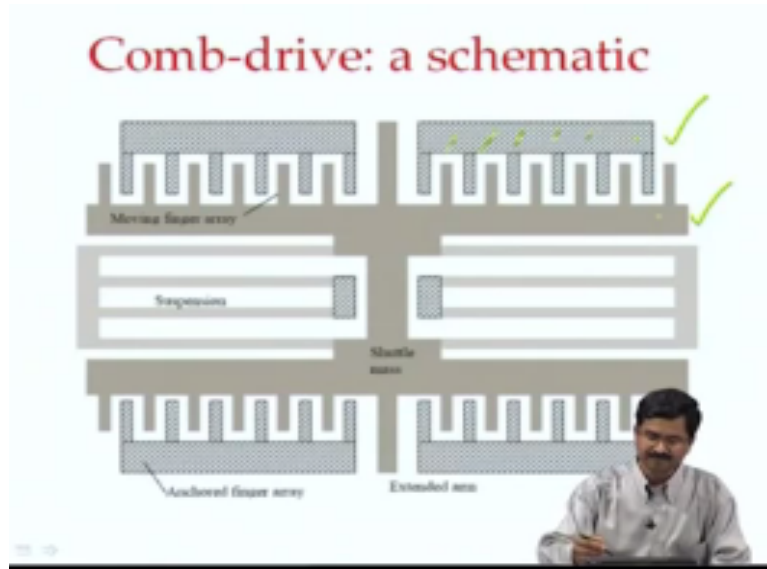 Comb-drive: a schematic
Moving finger array
Suspension
Shuttle
mass
Anchored finger array
Extended arm